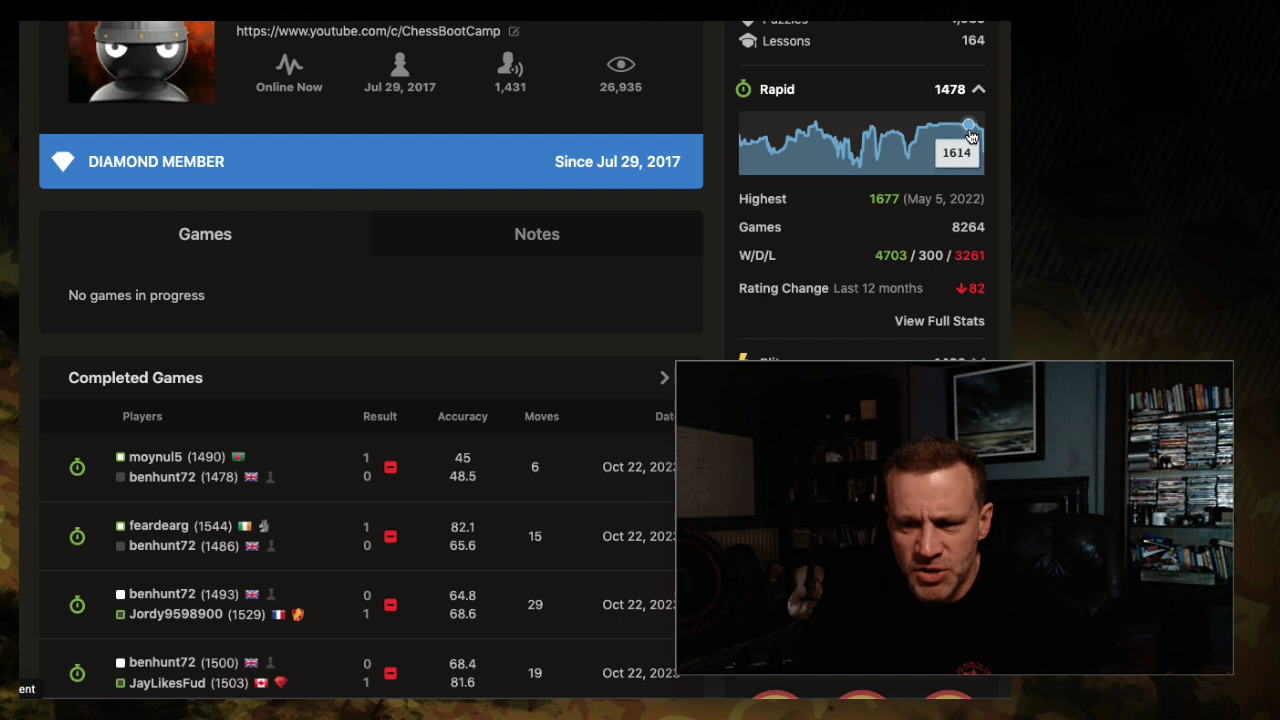 https://www.youtube.com/c/ChessBootCamp
Online Now
Jul 29, 2017
1,431
26,935
DIAMOND MEMBER
Since Jul 29, 2017
Games
Notes
No games in progress
Completed Games
Players
Result
Accuracy
Moves
moynul5 (1490)
benhunt72 (1478)
1
0
45
48.5
6
Oct 22, 2023
feardearg (1544)
benhunt72 (1486)
1
0
82.1
65.6
15
Oct 22, 2023
benhunt72 (1493)
Jordy9598900 (1529)
0
1
64.8
68.6
29
Oct 22, 2023
benhunt72 (1500)
JayLikesFud (1503)
0
1
68.4
81.6
19
Oct 22, 2023
ent
Puzzles
Lessons
164
Rapid
1478
1614
Highest
1677 (May 5, 2022)
Games
8264
W/D/L
4703 / 300 / 3261
Rating Change Last 12 months
82
View Full Stats